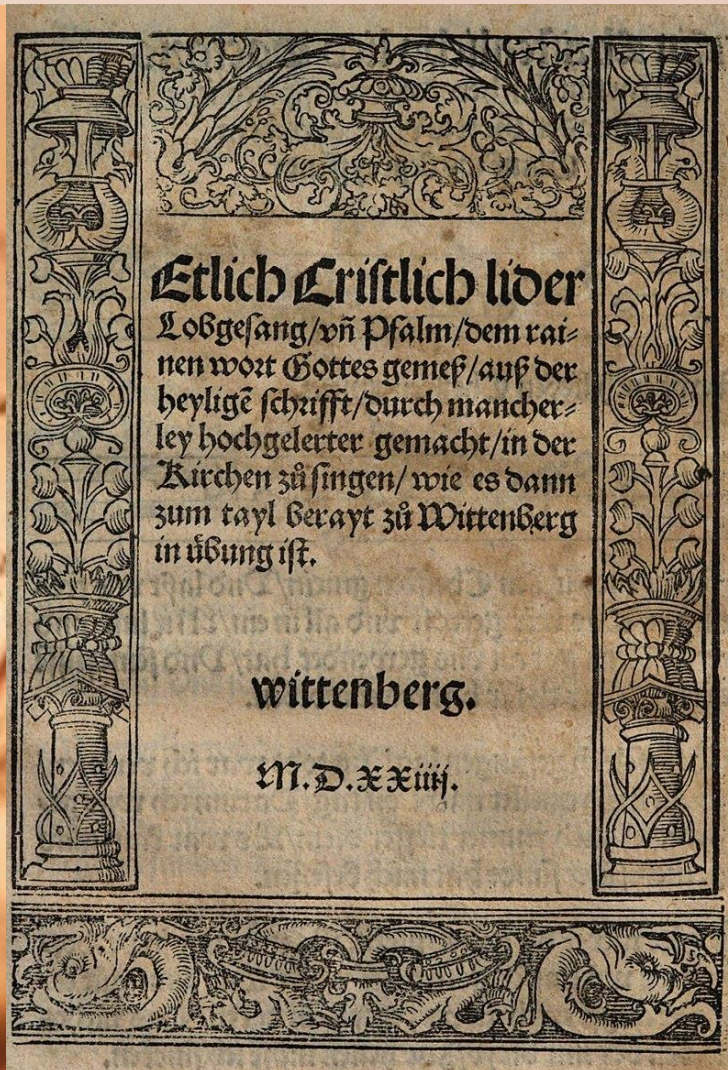 Etlich Cristlich lider
Lobgesang/vn̄ Psalm/dem rai⸗
nen wort Gottes gemeß/auß der
heyligē schrifft/durch mancher⸗
ley hochgelerter gemacht/in der
Kirchen zů singen/ wie es dann
zum tayl berayt zů Wittenberg
in übung ist.
wittenberg.
M.D.XXiiij.